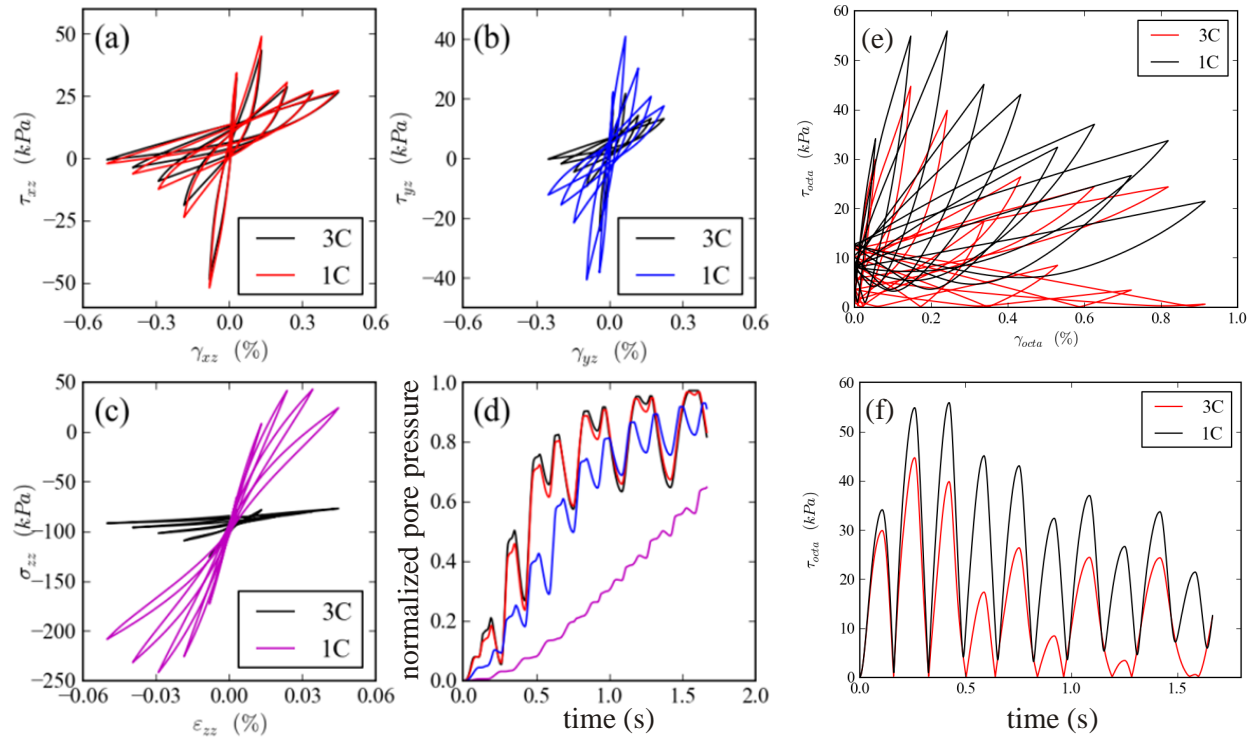 (a)
τxz (kPa)
50
25
0
−25
−50
3C
1C
−0.6 −0.3 0.0 0.3 0.6
γxz (%)
(b)
τyz (kPa)
40
20
0
−20
−40
3C
1C
−0.6 −0.3 0.0 0.3 0.6
γyz (%)
(e)
τocta (kPa)
60
50
40
30
20
10
0
3C
1C
0.0 0.2 0.4 0.6 0.8 1.0
γocta (%)
(c)
σzz (kPa)
50
0
−50
−100
−150
−200
−250
3C
1C
−0.06 −0.03 0.00 0.03 0.06
εzz (%)
(d)
normalized pore pressure
1.0
0.8
0.6
0.4
0.2
0.0
0.0 0.5 1.0 1.5 2.0
time (s)
(f)
τocta (kPa)
60
50
40
30
20
10
0
3C
1C
0.0 0.5 1.0 1.5
time (s)